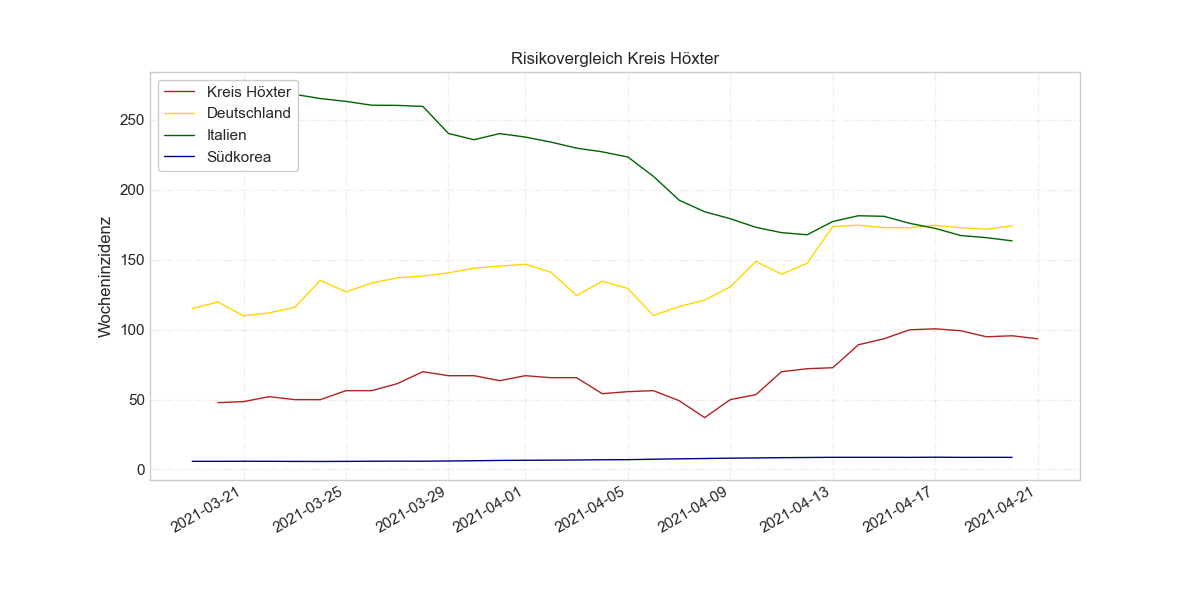 Risikovergleich Kreis Höxter
Kreis Höxter
Deutschland
Italien
Südkorea
Wocheninzidenz
250
200
150
100
50
0
2021-03-21
2021-03-25
2021-03-29
2021-04-01
2021-04-05
2021-04-09
2021-04-13
2021-04-17
2021-04-21